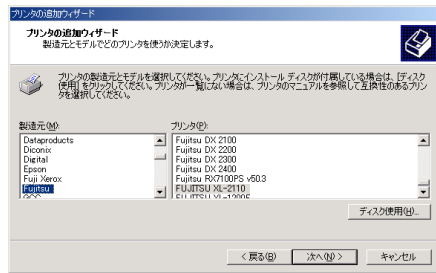 プリンタの追加ウィザード
プリンタの追加ウィザード
製造元とモデルでどのプリンタを使うか決定します。
プリンタの製造元とモデルを選択してください。プリンタにインストール ディスクが付属している場合は、[ディスク
使用] をクリックしてください。プリンタが一覧にない場合は、プリンタのマニュアルを参照して互換性のあるプリン
タを選択してください。
製造元(M):
プリンタ(P):
Dataproducts
Diconix
Digital
Epson
Fuji Xerox
Fujitsu
GCC
Fujitsu DX 2100
Fujitsu DX 2200
Fujitsu DX 2300
Fujitsu DX 2400
Fujitsu RX7100PS v50.3
FUJITSU XL-2110
ディスク使用(H)...
< 戻る(B)
次へ(N) >
キャンセル